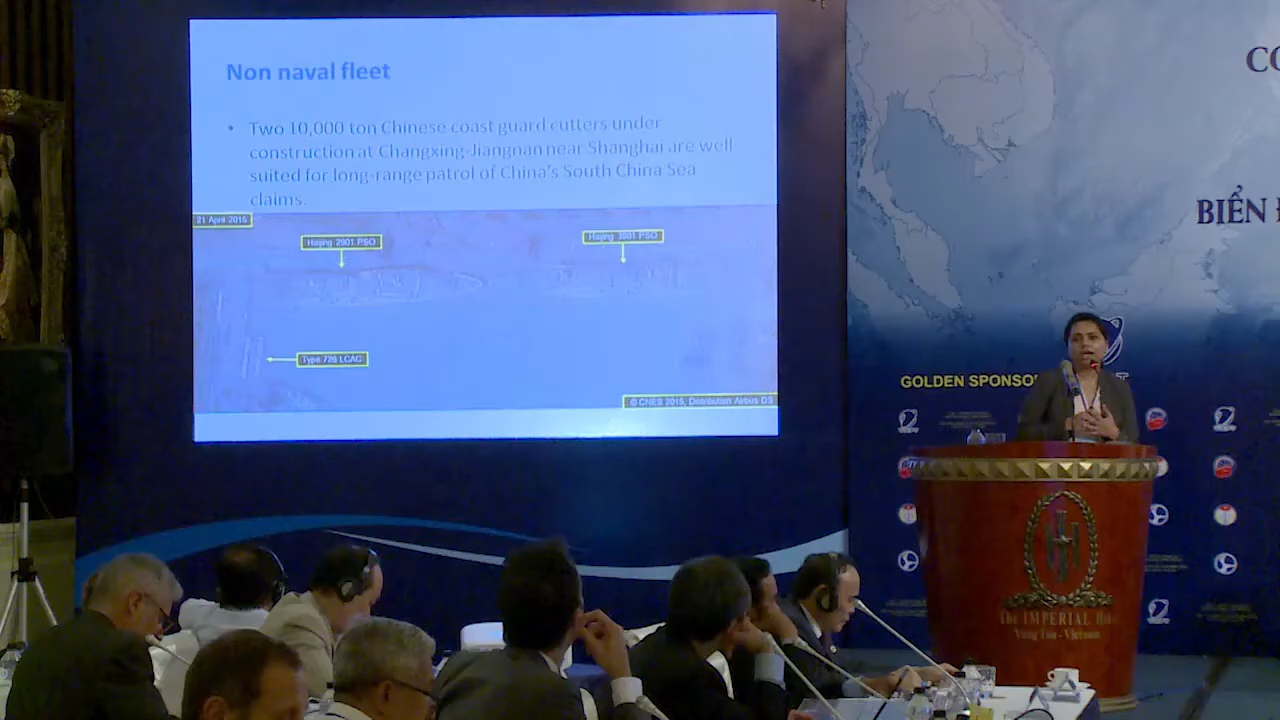 Non naval fleet
• Two 10,000 ton Chinese coast guard cutters under
construction at Changxing-Jiangnan near Shanghai are well
suited for long-range patrol of China's South China Sea
claims.
21 April 2015
Haijing 2901 PSO
Haijing 3901 PSO
Type 726 LCAC
© CNES 2015, Distribution Airbus DS
CO
BIỂN
GOLDEN SPONSO
The IMPERIAL
Vung Tau - Vietnam